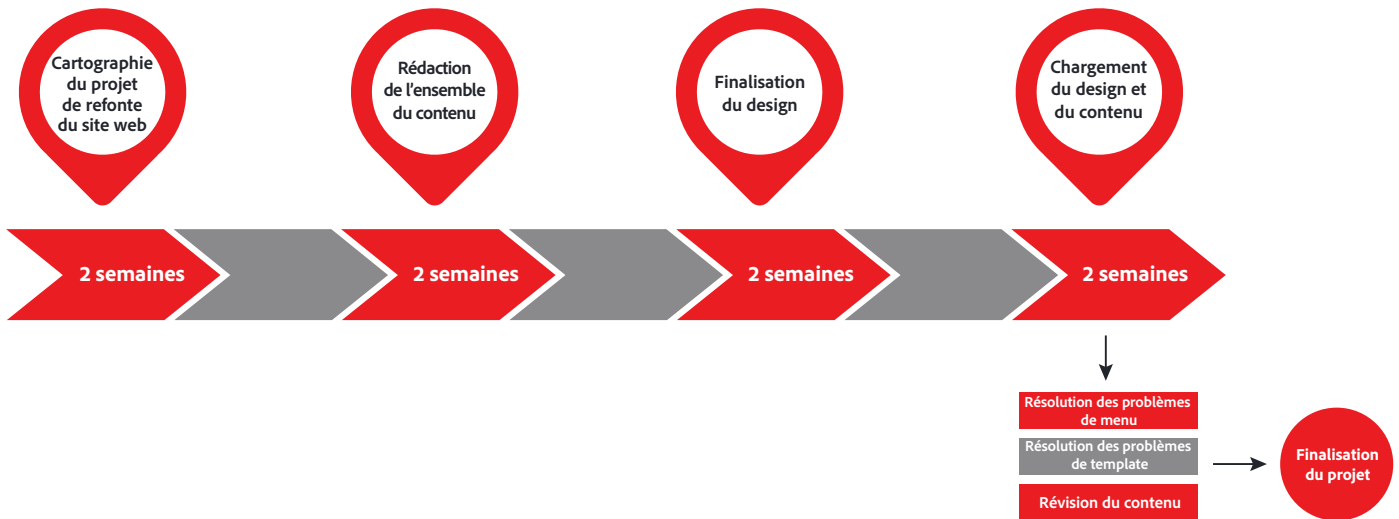 Cartographie
du projet
de refonte
du site web
Rédaction
de l'ensemble
du contenu
Finalisation
du design
Chargement
du design et
du contenu
2 semaines
2 semaines
2 semaines
2 semaines
Résolution des problèmes
de menu
Résolution des problèmes
de template
Révision du contenu
Finalisation
du projet